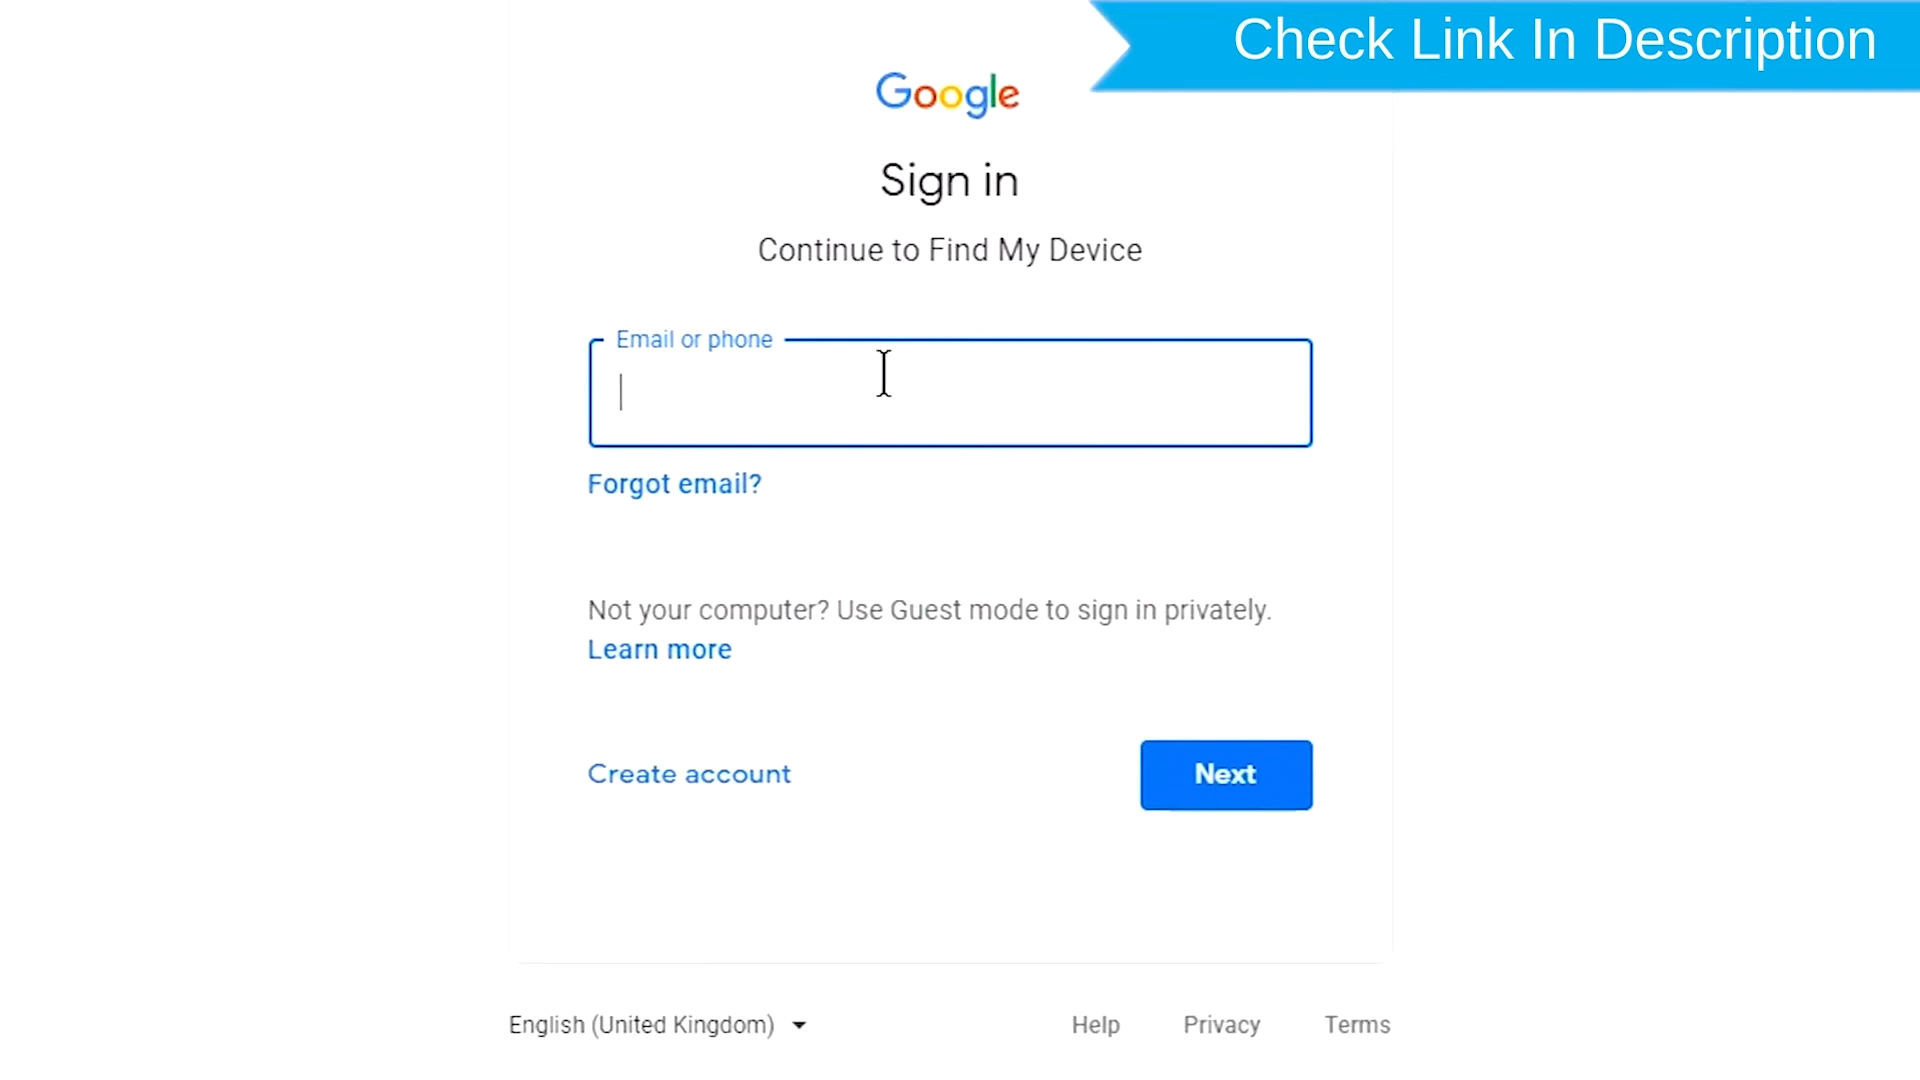 Check Link In Description
Google
Sign in
Continue to Find My Device
Email or phone
Forgot email?
Not your computer? Use Guest mode to sign in privately.
Learn more
Create account
Next
English (United Kingdom)
Help
Privacy
Terms